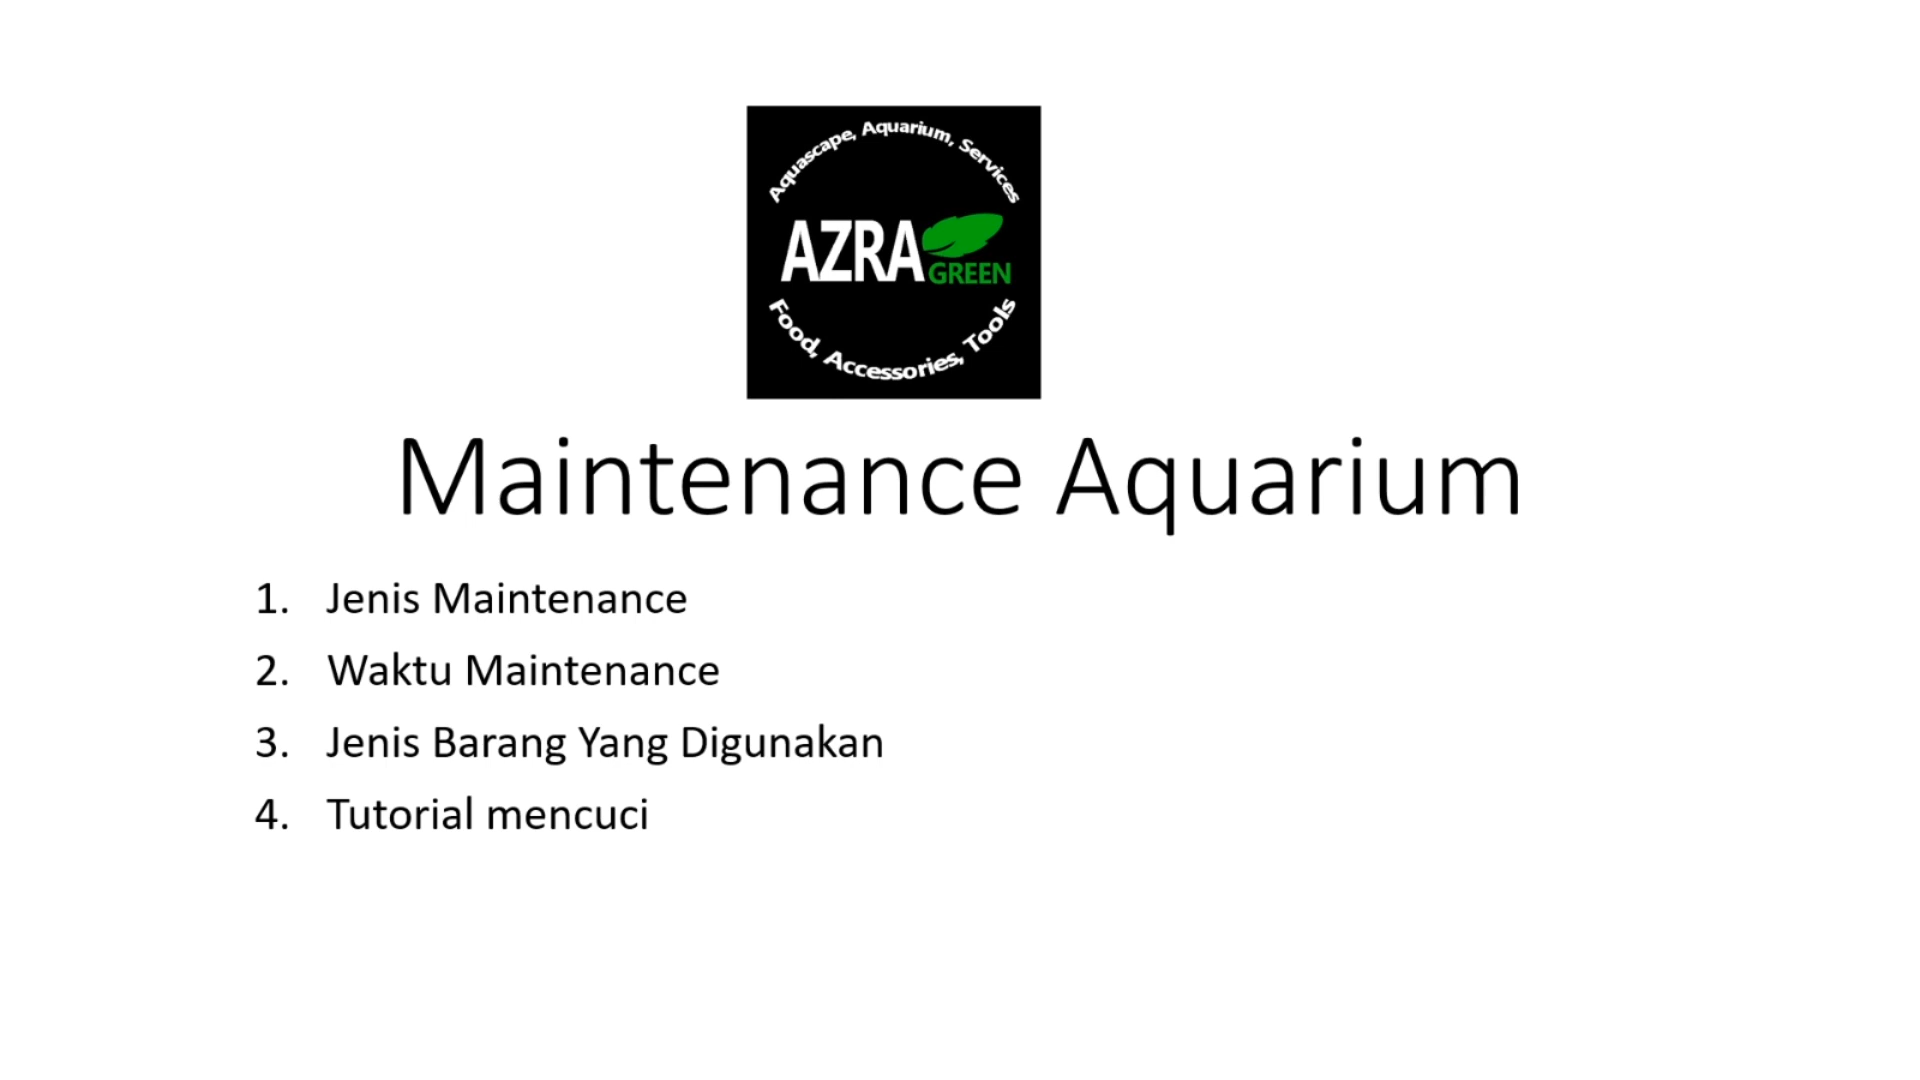 Aquascape, Aquarium, Services
AZRA
GREEN
Food, Accessories, Tools
Maintenance Aquarium
1. Jenis Maintenance
2. Waktu Maintenance
3. Jenis Barang Yang Digunakan
4. Tutorial mencuci